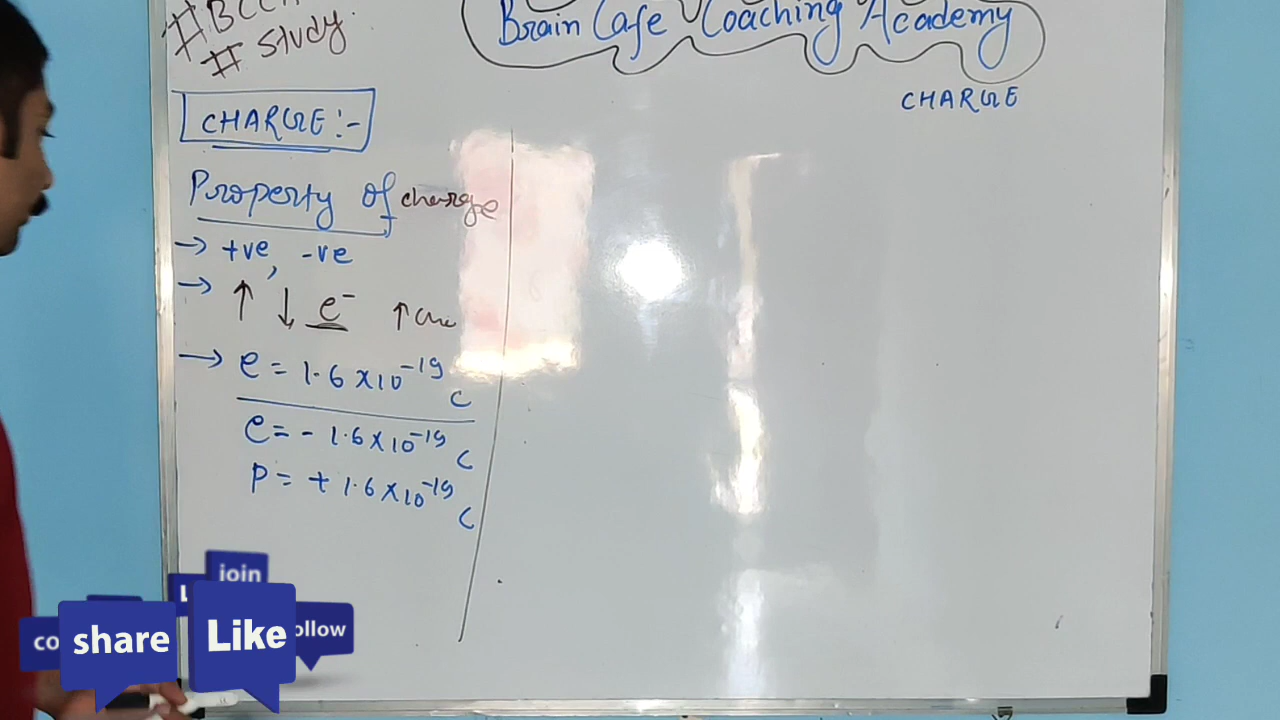 # Study
Brain Cafe Coaching Academy
CHARGE
CHARGE :-
Property of charge
→ +ve, -ve
→ ↑ ↓ e⁻ ↑
→ e = 1.6 × 10⁻¹⁹ C
e = - 1.6 × 10⁻¹⁹ C
P = + 1.6 × 10⁻¹⁹ C
join
share
Like